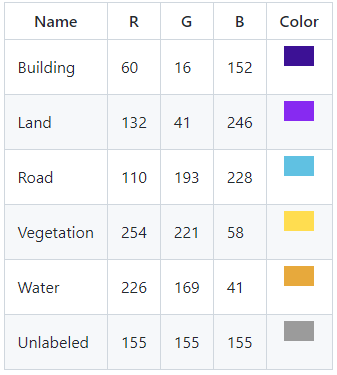 Name R G B Color
Building 60 16 152
Land 132 41 246
Road 110 193 228
Vegetation 254 221 58
Water 226 169 41
Unlabeled 155 155 155